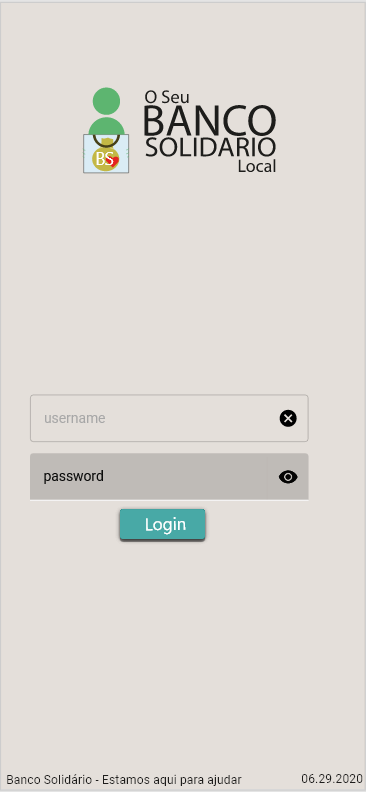 O Seu
BANCO
SOLIDARIO
Local
BS
username
password
Login
Banco Solidário - Estamos aqui para ajudar
06.29.2020